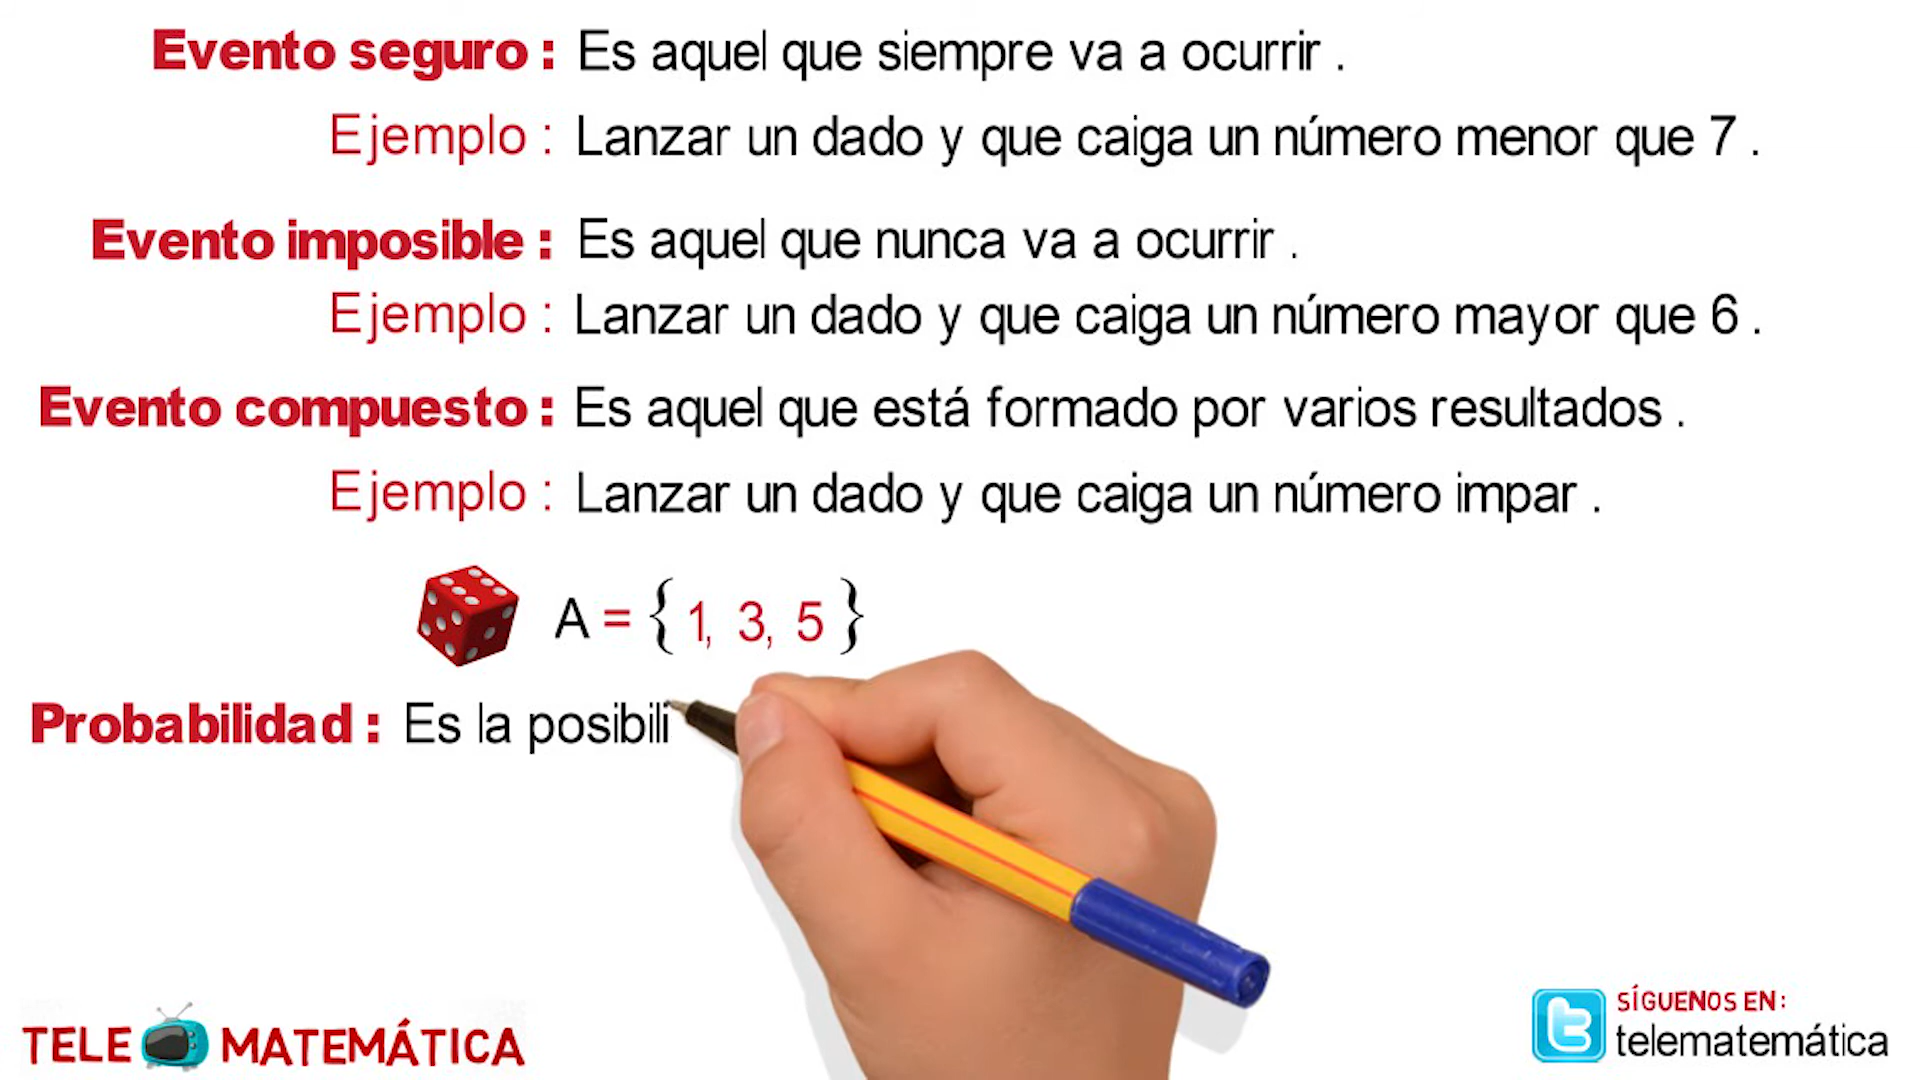 Evento seguro : Es aquel que siempre va a ocurrir .
Ejemplo : Lanzar un dado y que caiga un número menor que 7 .
Evento imposible : Es aquel que nunca va a ocurrir .
Ejemplo : Lanzar un dado y que caiga un número mayor que 6 .
Evento compuesto : Es aquel que está formado por varios resultados .
Ejemplo : Lanzar un dado y que caiga un número impar .
A = { 1, 3, 5 }
Probabilidad : Es la posibili
TELE MATEMÁTICA
SÍGUENOS EN :
telematemática